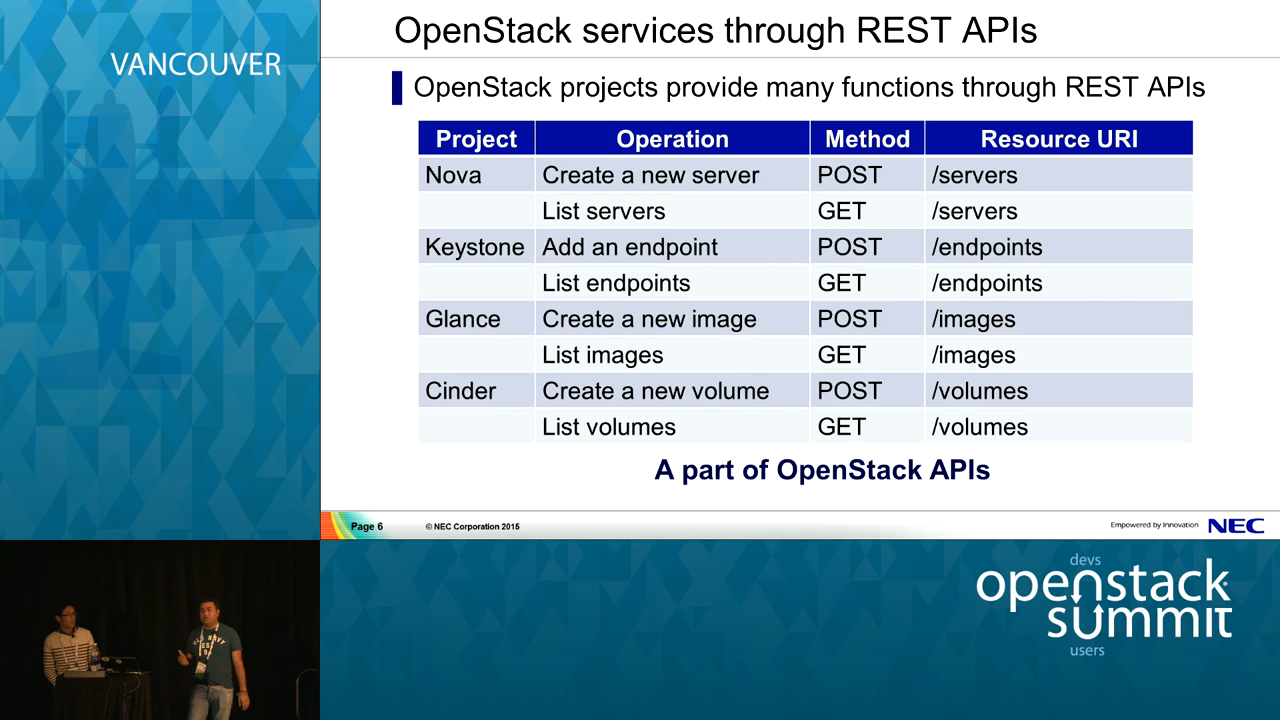 VANCOUVER
OpenStack services through REST APIs
OpenStack projects provide many functions through REST APIs
Project Operation Method Resource URI
Nova Create a new server POST /servers
List servers GET /servers
Keystone Add an endpoint POST /endpoints
List endpoints GET /endpoints
Glance Create a new image POST /images
List images GET /images
Cinder Create a new volume POST /volumes
List volumes GET /volumes
A part of OpenStack APIs
Page 6 © NEC Corporation 2015 Empowered by Innovation NEC
devs
openstack
summit
users